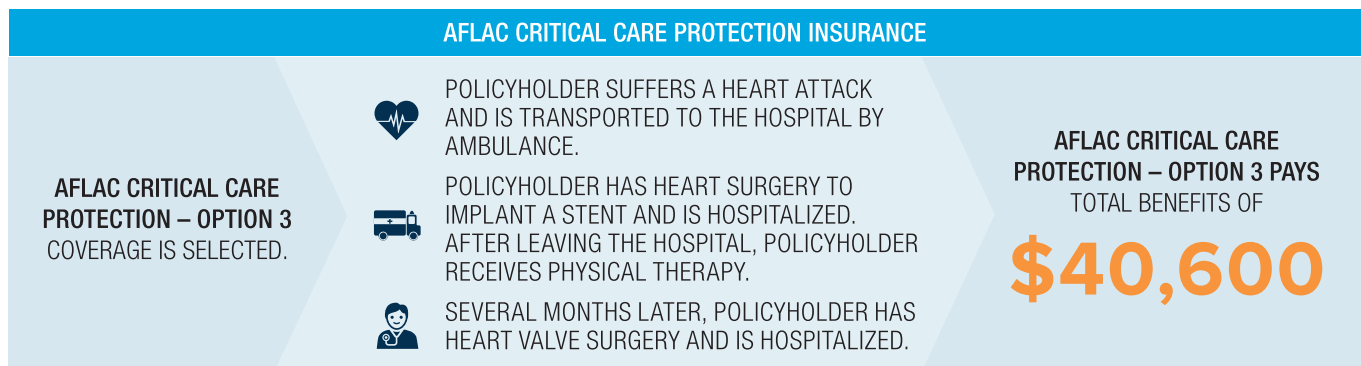 AFLAC CRITICAL CARE PROTECTION INSURANCE
AFLAC CRITICAL CARE
PROTECTION – OPTION 3
COVERAGE IS SELECTED.
POLICYHOLDER SUFFERS A HEART ATTACK
AND IS TRANSPORTED TO THE HOSPITAL BY
AMBULANCE.
POLICYHOLDER HAS HEART SURGERY TO
IMPLANT A STENT AND IS HOSPITALIZED.
AFTER LEAVING THE HOSPITAL, POLICYHOLDER
RECEIVES PHYSICAL THERAPY.
SEVERAL MONTHS LATER, POLICYHOLDER HAS
HEART VALVE SURGERY AND IS HOSPITALIZED.
AFLAC CRITICAL CARE
PROTECTION – OPTION 3 PAYS
TOTAL BENEFITS OF
$40,600